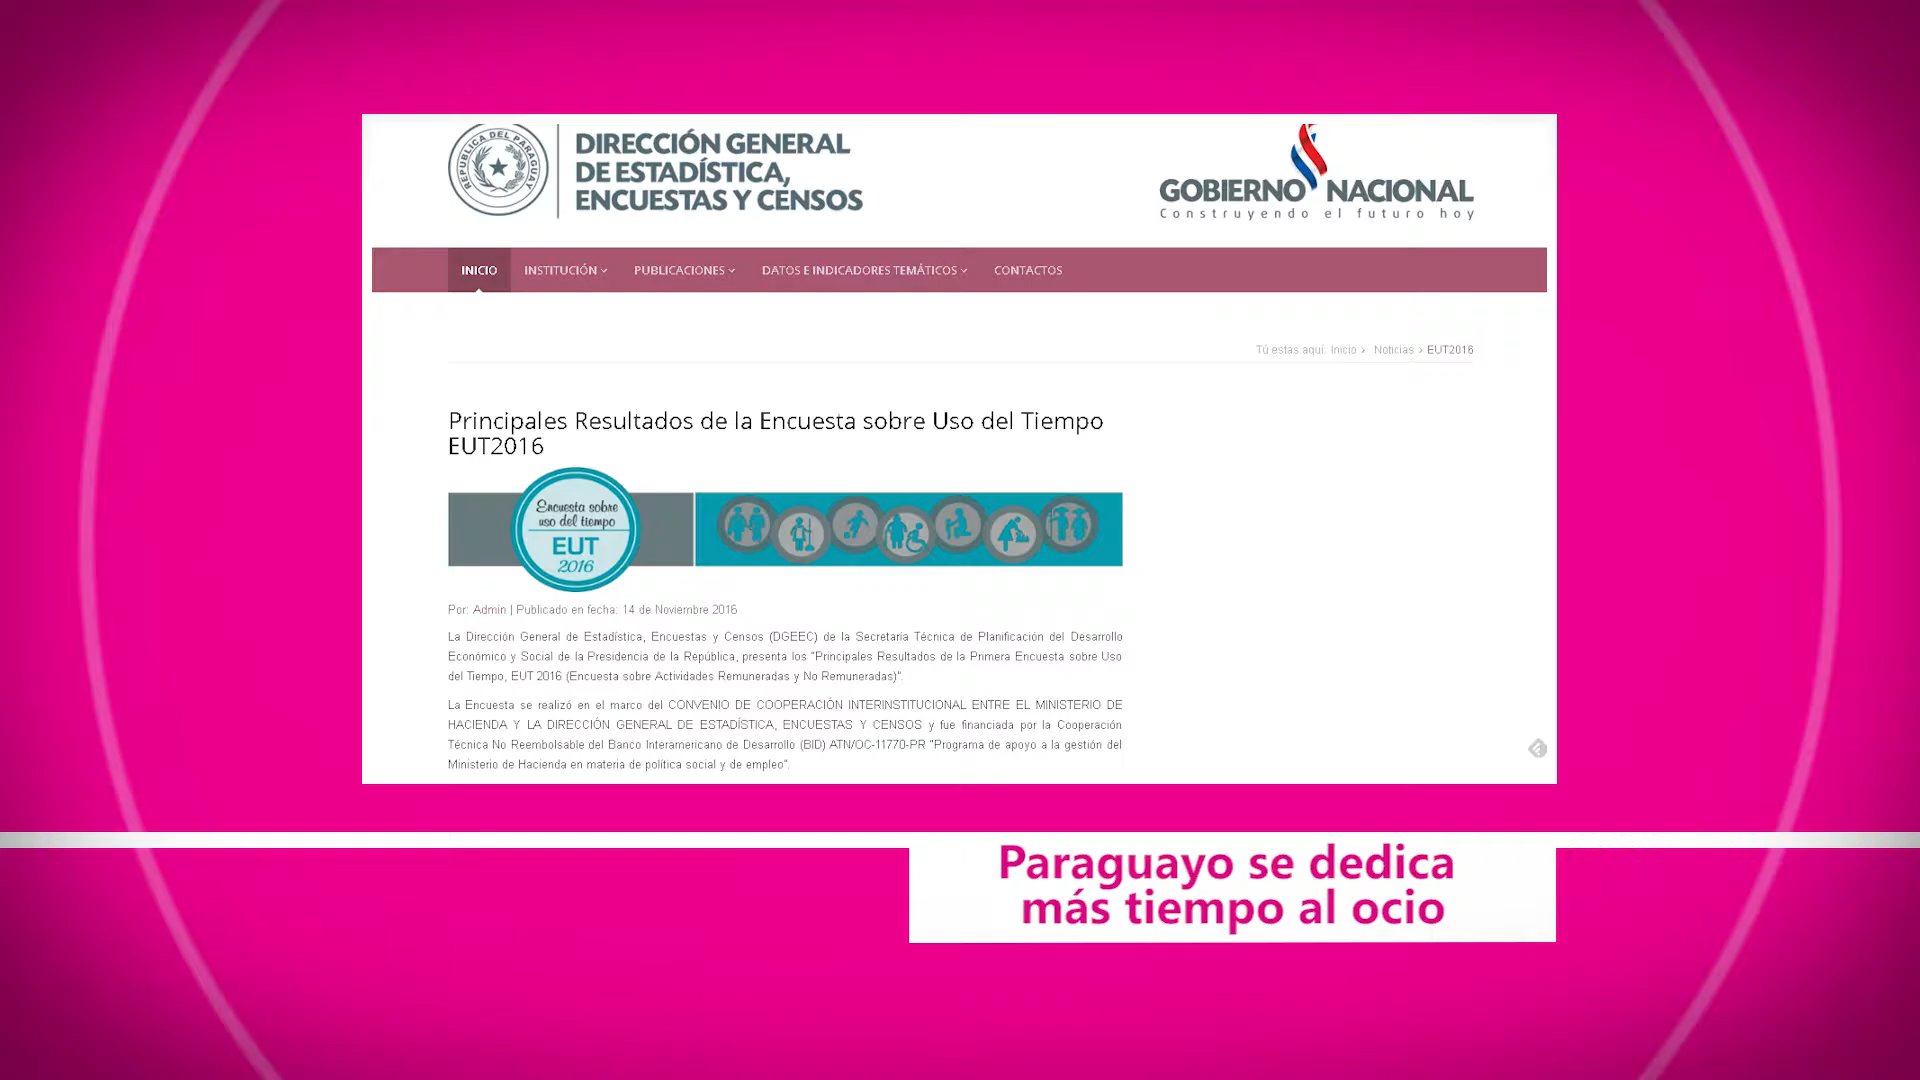 REPUBLICA DEL PARAGUAY
DIRECCIÓN GENERAL
DE ESTADÍSTICA,
ENCUESTAS Y CENSOS
GOBIERNO NACIONAL
Construyendo el futuro hoy
INICIO INSTITUCIÓN PUBLICACIONES DATOS E INDICADORES TEMÁTICOS CONTACTOS
Tú estas aquí: Inicio › Noticias › EUT2016
Principales Resultados de la Encuesta sobre Uso del Tiempo
EUT2016
Encuesta sobre
uso del tiempo
EUT
2016
Por: Admin | Publicado en fecha: 14 de Noviembre 2016
La Dirección General de Estadística, Encuestas y Censos (DGEEC) de la Secretaría Técnica de Planificación del Desarrollo
Económico y Social de la Presidencia de la República, presenta los "Principales Resultados de la Primera Encuesta sobre Uso
del Tiempo, EUT 2016 (Encuesta sobre Actividades Remuneradas y No Remuneradas)".
La Encuesta se realizó en el marco del CONVENIO DE COOPERACIÓN INTERINSTITUCIONAL ENTRE EL MINISTERIO DE
HACIENDA Y LA DIRECCIÓN GENERAL DE ESTADÍSTICA, ENCUESTAS Y CENSOS y fue financiada por la Cooperación
Técnica No Reembolsable del Banco Interamericano de Desarrollo (BID) ATN/OC-11770-PR "Programa de apoyo a la gestión del
Ministerio de Hacienda en materia de política social y de empleo".
Paraguayo se dedica
más tiempo al ocio